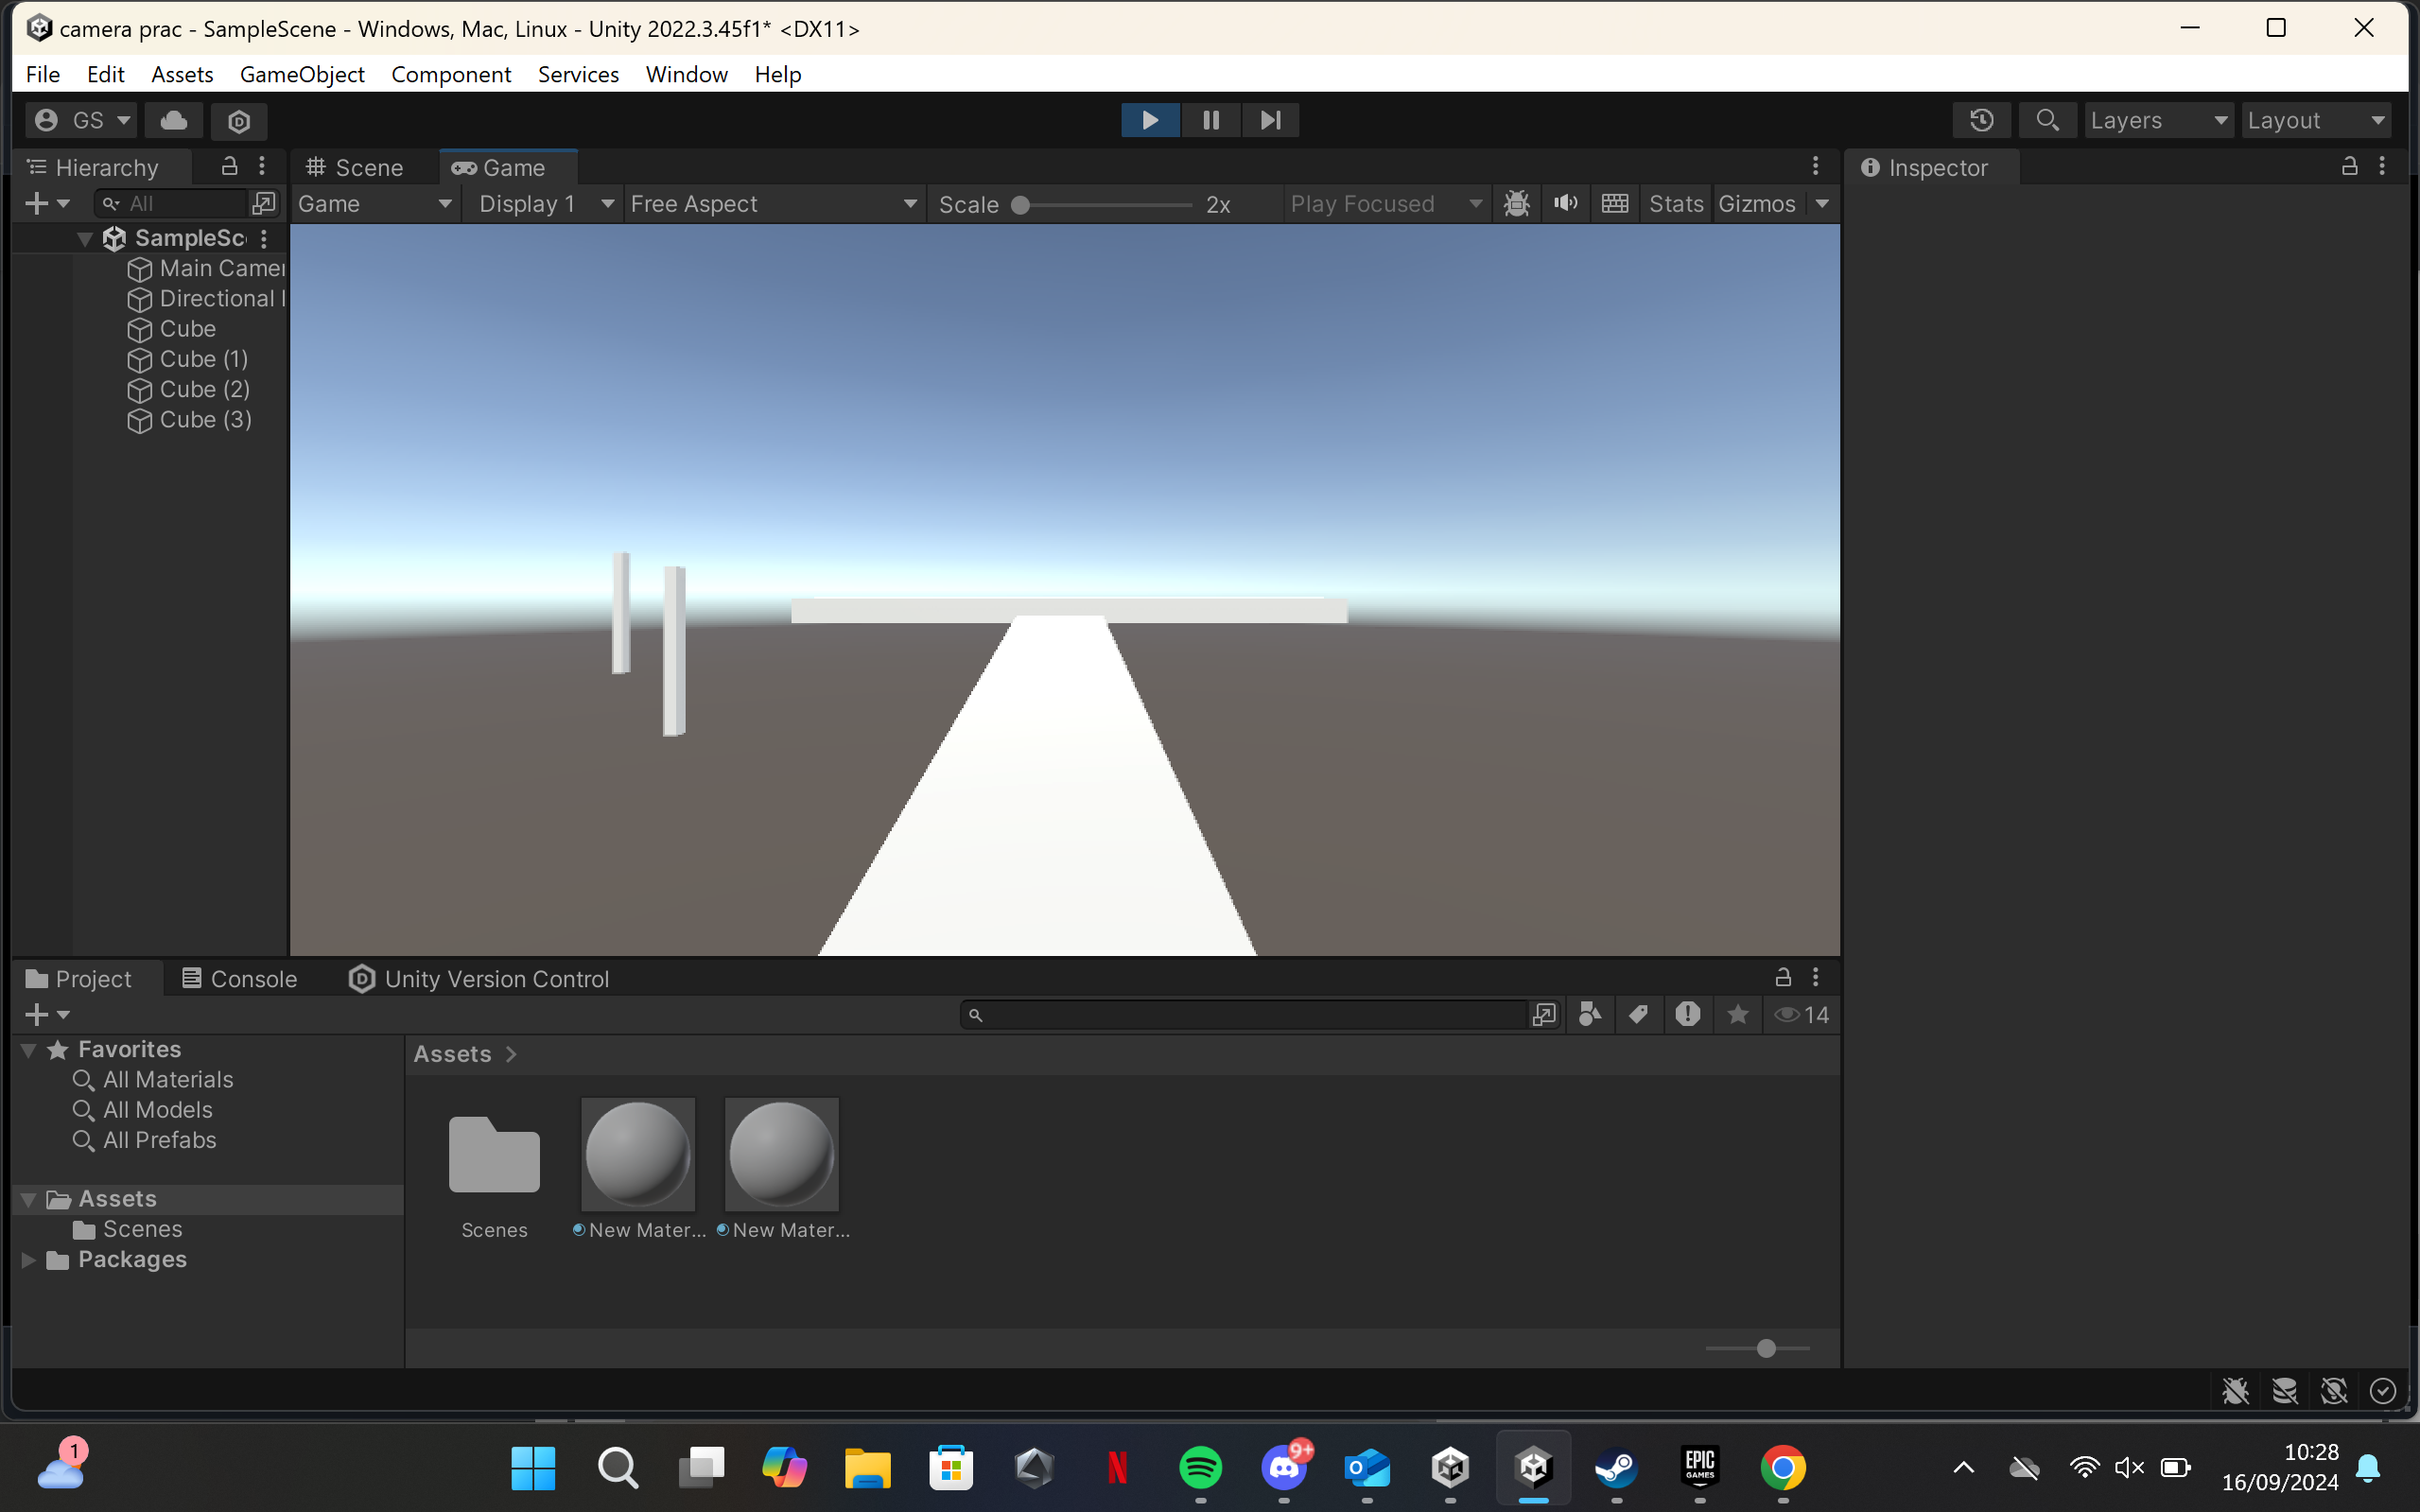 camera prac - SampleScene - Windows, Mac, Linux - Unity 2022.3.45f1* <DX11>
File Edit Assets GameObject Component Services Window Help
GS Layers Layout
Hierarchy Scene Game Inspector
All Game Display 1 Free Aspect Scale 2x Play Focused Stats Gizmos
SampleSc
Main Camer
Directional l
Cube
Cube (1)
Cube (2)
Cube (3)
Project Console Unity Version Control
14
Favorites
All Materials
All Models
All Prefabs
Assets
Scenes
Packages
Assets >
Scenes New Mater... New Mater...
1
N
9+
EPIC
GAMES
10:28
16/09/2024